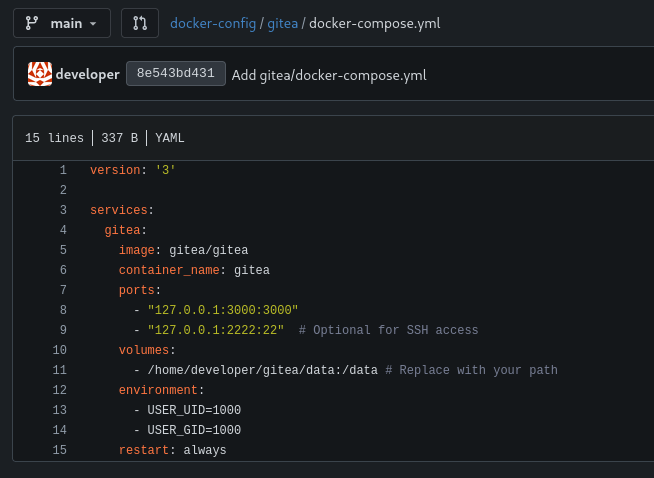 main
docker-config / gitea / docker-compose.yml
developer 8e543bd431 Add gitea/docker-compose.yml
15 lines | 337 B | YAML
1 version: '3'
2
3 services:
4   gitea:
5     image: gitea/gitea
6     container_name: gitea
7     ports:
8       - "127.0.0.1:3000:3000"
9       - "127.0.0.1:2222:22"  # Optional for SSH access
10     volumes:
11       - /home/developer/gitea/data:/data # Replace with your path
12     environment:
13       - USER_UID=1000
14       - USER_GID=1000
15     restart: always